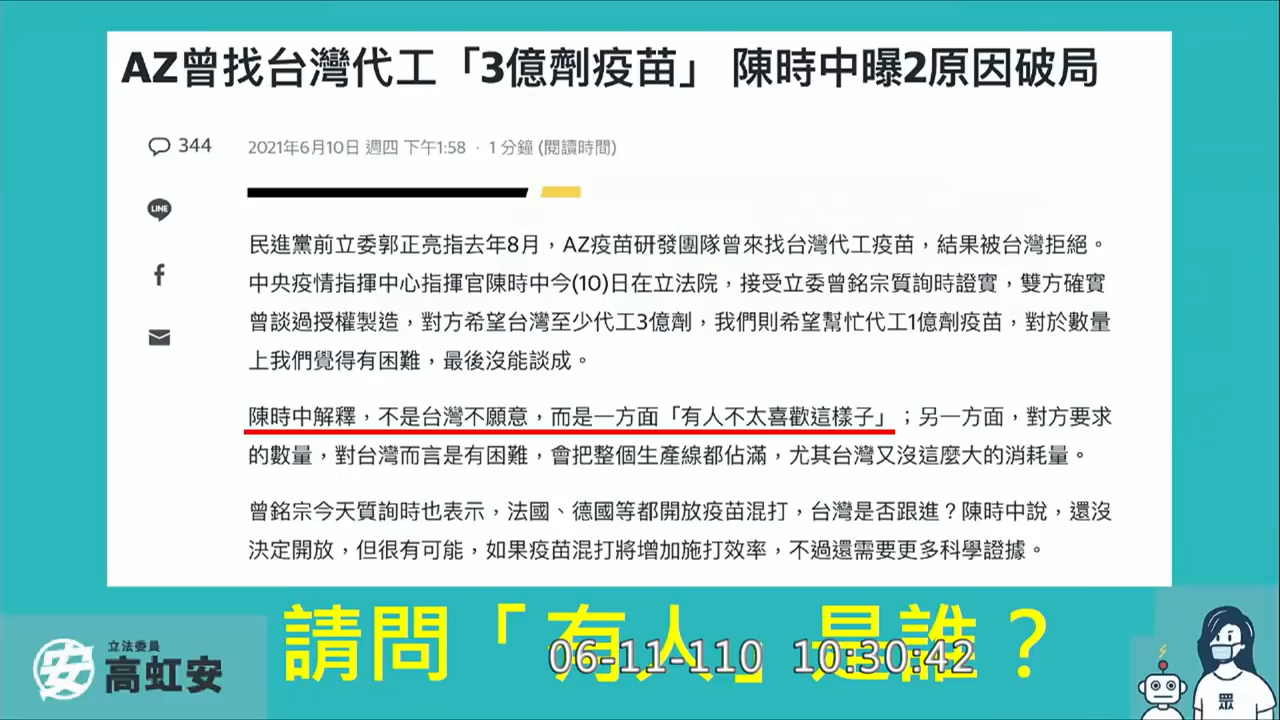 AZ曾找台灣代工「3億劑疫苗」 陳時中曝2原因破局
344
2021年6月10日 週四 下午1:58 · 1 分鐘 (閱讀時間)
LINE
民進黨前立委郭正亮指去年8月，AZ疫苗研發團隊曾來找台灣代工疫苗，結果被台灣拒絕。
中央疫情指揮中心指揮官陳時中今(10)日在立法院，接受立委曾銘宗質詢時證實，雙方確實
曾談過授權製造，對方希望台灣至少代工3億劑，我們則希望幫忙代工1億劑疫苗，對於數量
上我們覺得有困難，最後沒能談成。
陳時中解釋，不是台灣不願意，而是一方面「有人不太喜歡這樣子」；另一方面，對方要求
的數量，對台灣而言是有困難，會把整個生產線都佔滿，尤其台灣又沒這麼大的消耗量。
曾銘宗今天質詢時也表示，法國、德國等都開放疫苗混打，台灣是否跟進？陳時中說，還沒
決定開放，但很有可能，如果疫苗混打將增加施打效率，不過還需要更多科學證據。
請問「有人」是誰？
06-11-110 10:30:42
安
立法委員
高虹安
眾